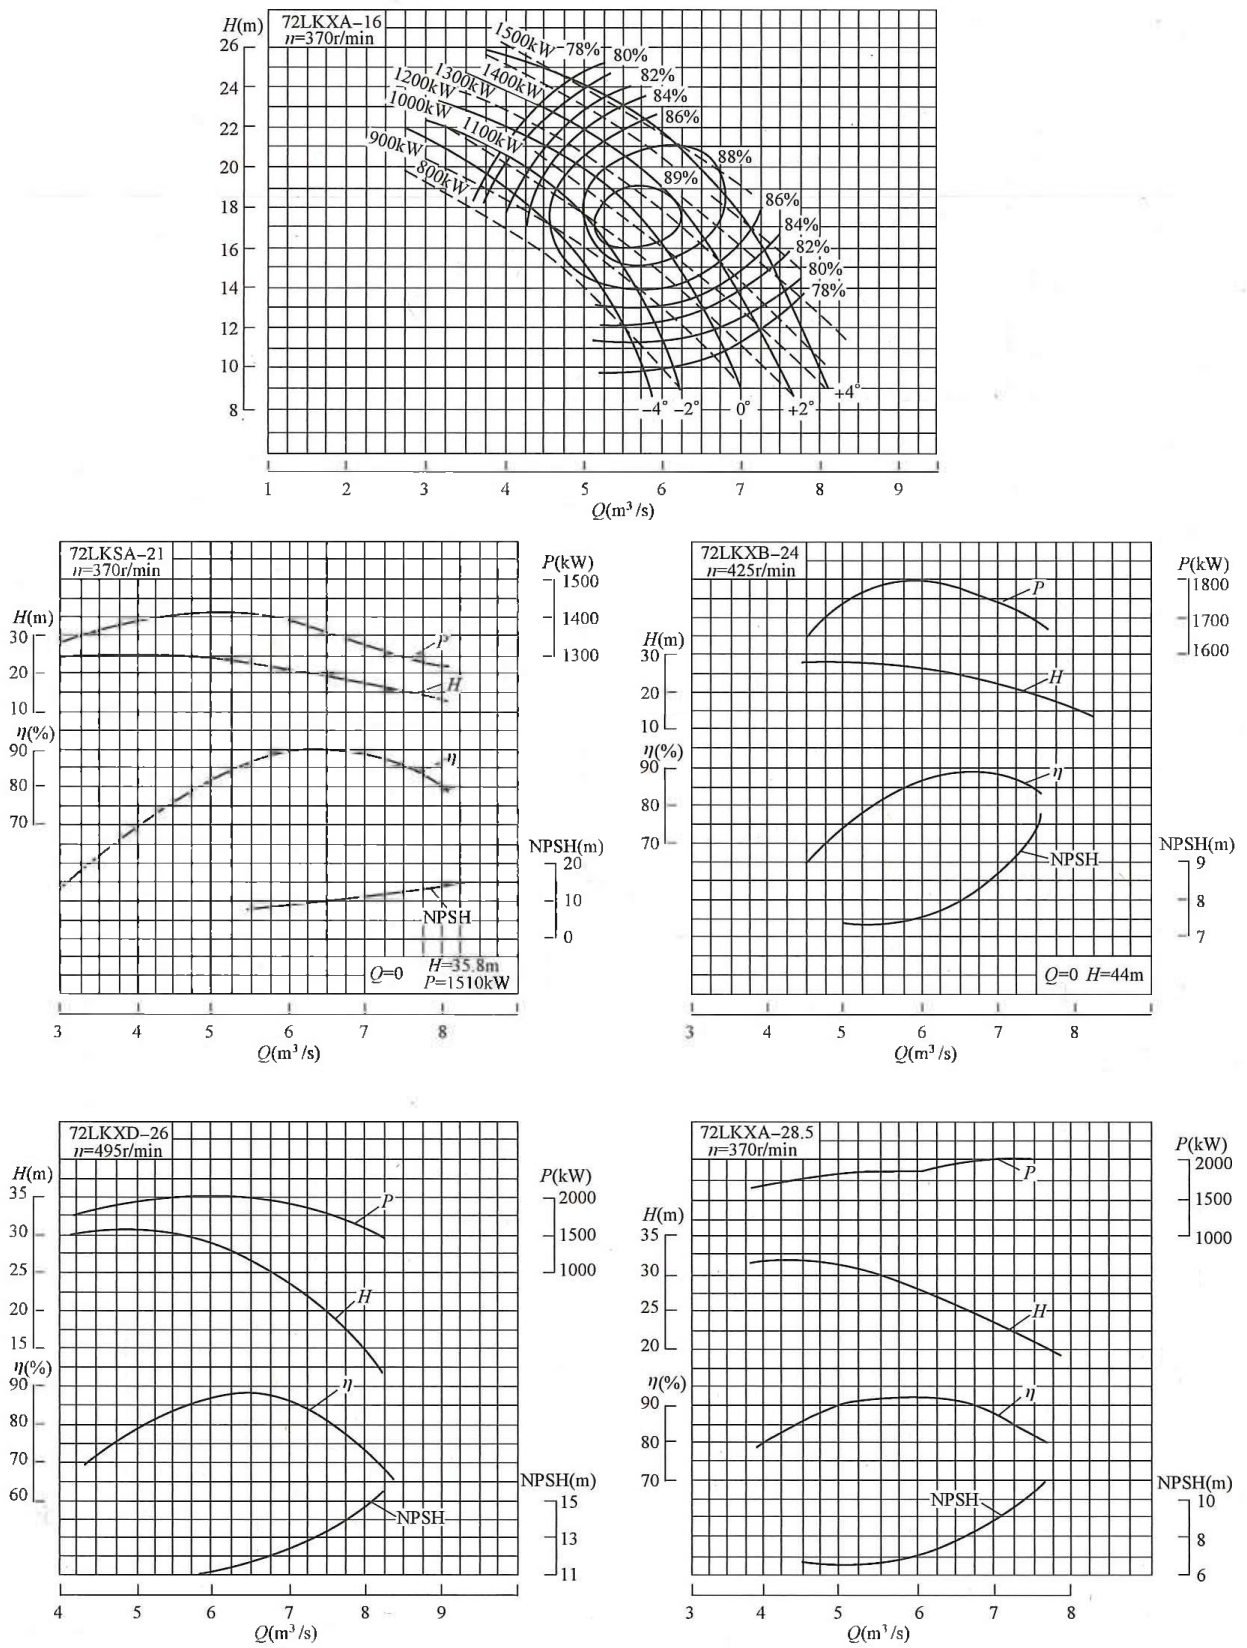 72LKXA-16
n=370r/min
H(m)
26
24
22
20
18
16
14
12
10
8
1500kW
1400kW
1300kW
1200kW
1100kW
1000kW
900kW
800kW
78%
80%
82%
84%
86%
88%
89%
86%
84%
82%
80%
78%
-4° -2° 0° +2° +4°
1 2 3 4 5 6 7 8 9
Q(m³/s)
72LKSA-21
n=370r/min
P(kW)
1500
1400
1300
H(m)
30
20
10
η(%)
90
80
70
P
H
η
NPSH
NPSH(m)
20
10
0
Q=0 H=35.8m
P=1510kW
3 4 5 6 7 8
Q(m³/s)
72LKXB-24
n=425r/min
P(kW)
1800
1700
1600
H(m)
30
20
10
η(%)
90
80
70
P
H
η
NPSH
NPSH(m)
9
8
7
Q=0 H=44m
3 4 5 6 7 8
Q(m³/s)
72LKXD-26
n=495r/min
H(m)
35
30
25
20
15
η(%)
90
80
70
60
P(kW)
2000
1500
1000
P
H
η
NPSH
NPSH(m)
15
13
11
4 5 6 7 8 9
Q(m³/s)
72LKXA-28.5
n=370r/min
P(kW)
2000
1500
1000
H(m)
35
30
25
20
η(%)
90
80
70
P
H
η
NPSH
NPSH(m)
10
8
6
3 4 5 6 7 8
Q(m³/s)